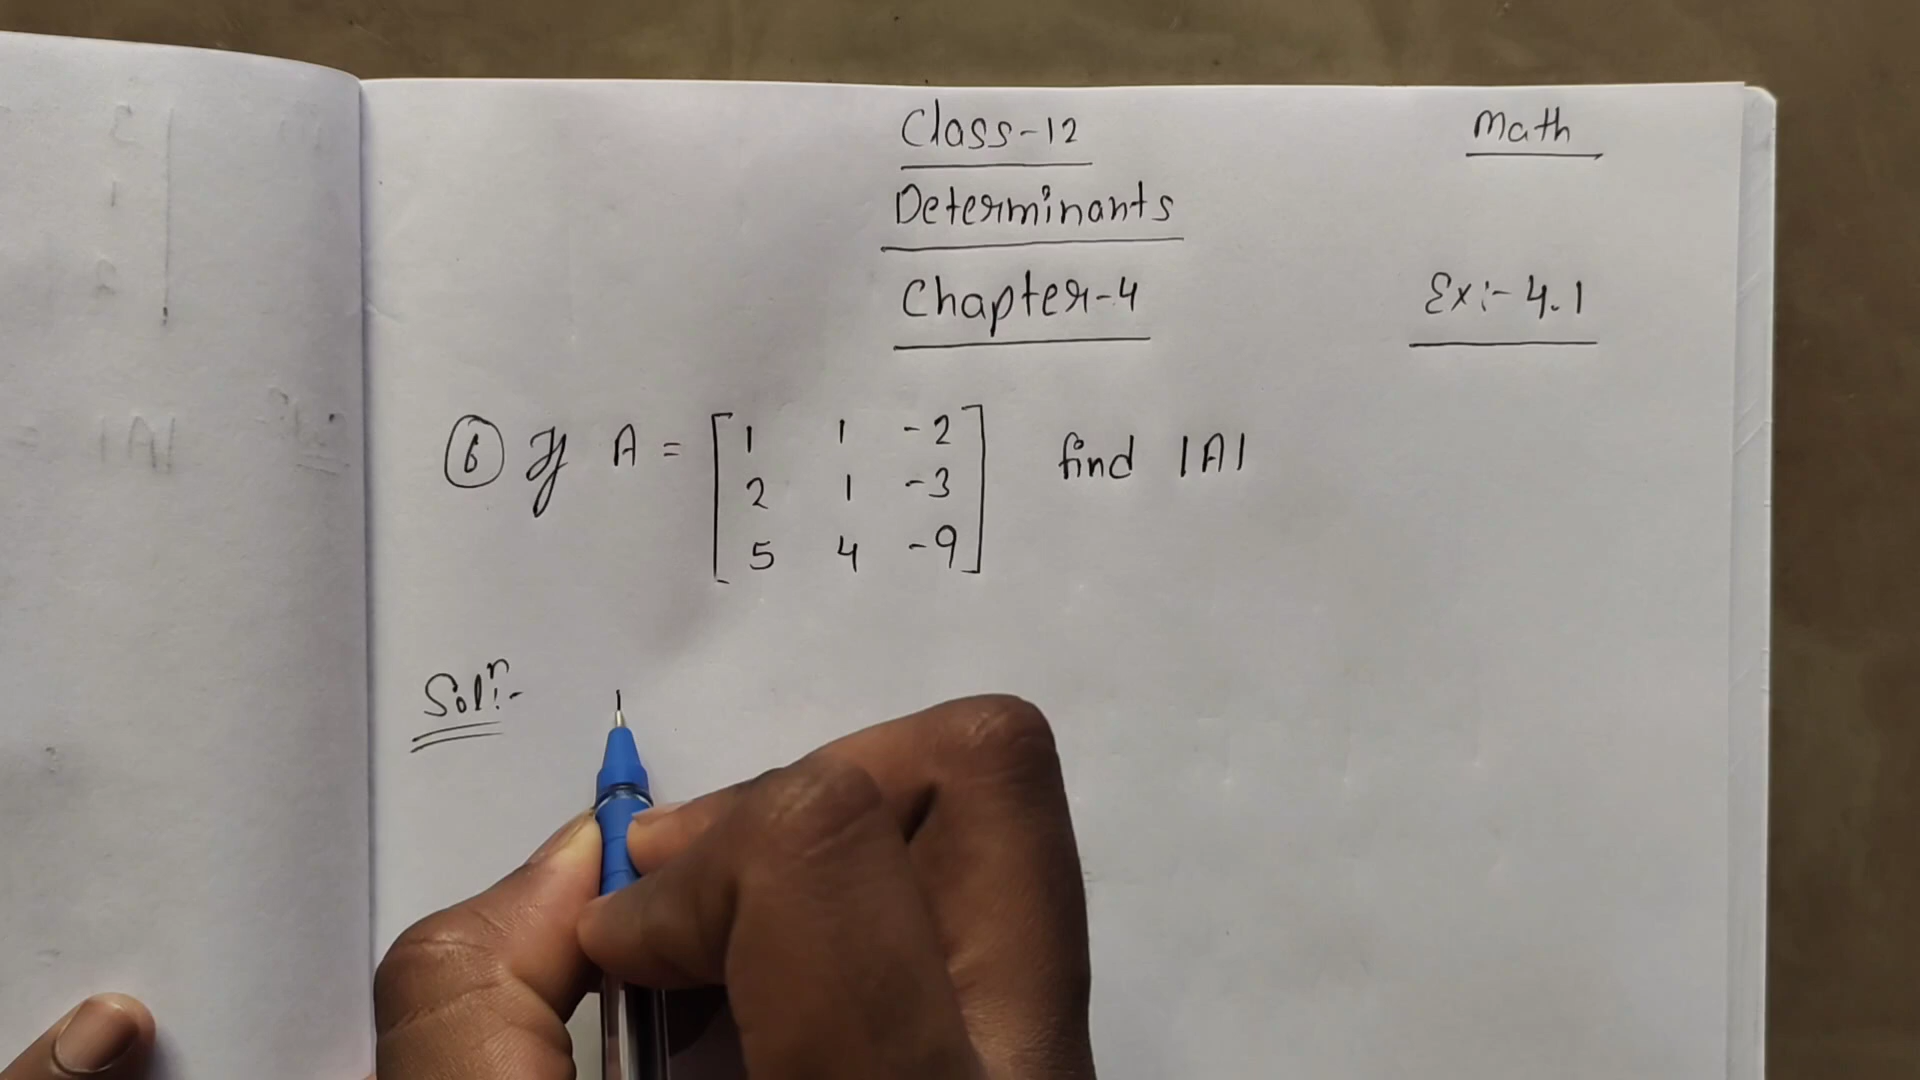 Class-12
Math
Determinants
Chapter-4
Ex:- 4.1
6 If A = [1 1 -2
2 1 -3
5 4 -9] find |A|
Solⁿ:-